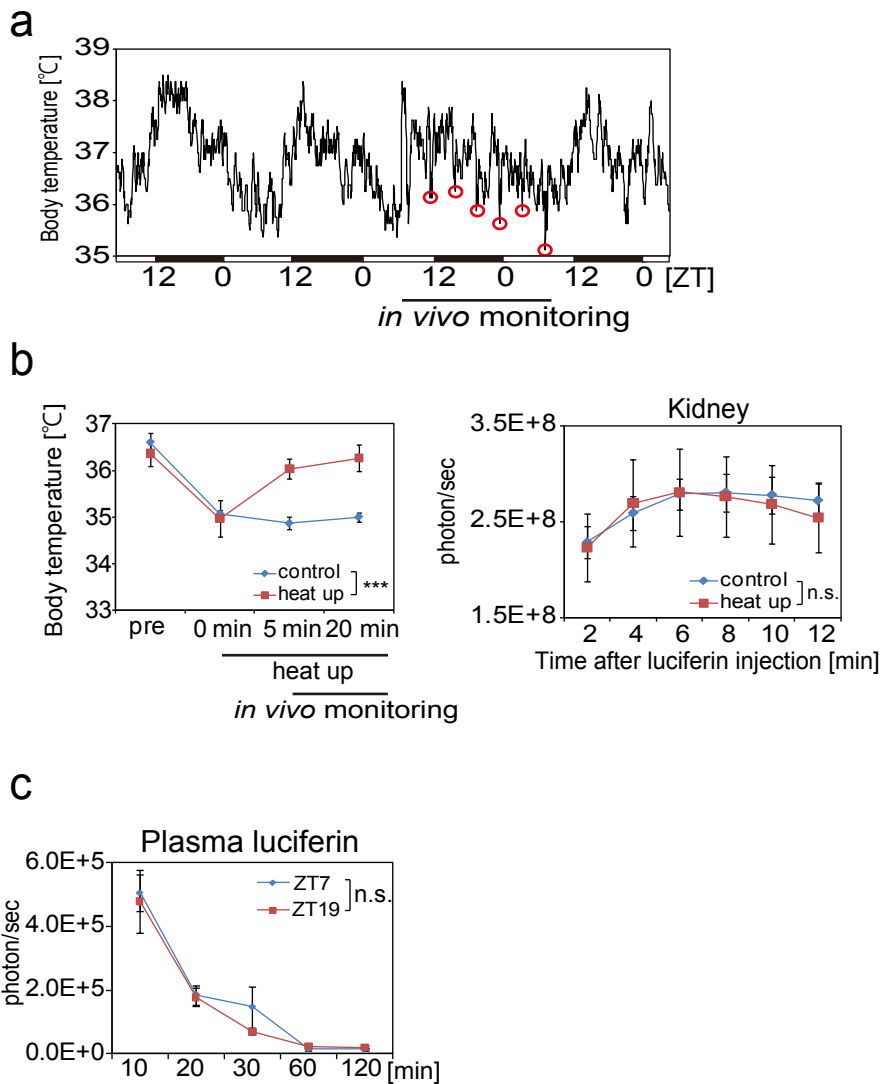 a
Body temperature [℃]
39
38
37
36
35
12 0 12 0 12 0 12 0 [ZT]
in vivo monitoring
b
Body temperature [℃]
37
36
35
34
33
control
heat up
***
pre 0 min 5 min 20 min
heat up
in vivo monitoring
Kidney
photon/sec
3.5E+8
2.5E+8
1.5E+8
control
heat up
n.s.
2 4 6 8 10 12
Time after luciferin injection [min]
c
Plasma luciferin
photon/sec
6.0E+5
4.0E+5
2.0E+5
0.0E+0
ZT7
ZT19
n.s.
10 20 30 60 120 [min]